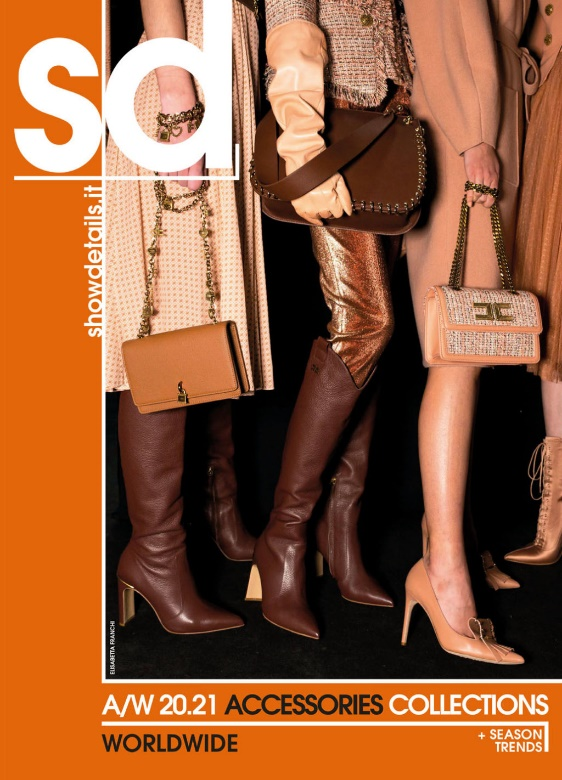 sd
showdetails.it
ELISABETTA FRANCHI
A/W 20.21 ACCESSORIES COLLECTIONS
WORLDWIDE
+ SEASON
TRENDS